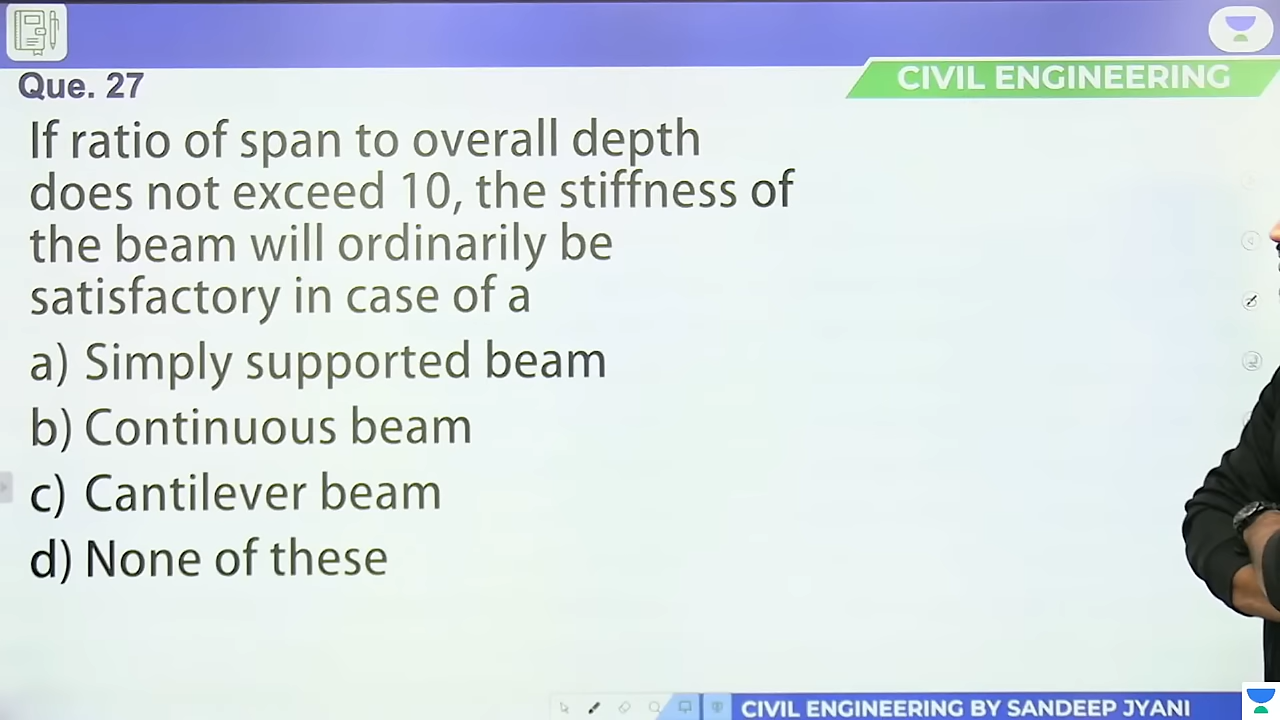 Que. 27
CIVIL ENGINEERING
If ratio of span to overall depth
does not exceed 10, the stiffness of
the beam will ordinarily be
satisfactory in case of a
a) Simply supported beam
b) Continuous beam
c) Cantilever beam
d) None of these
CIVIL ENGINEERING BY SANDEEP JYANI